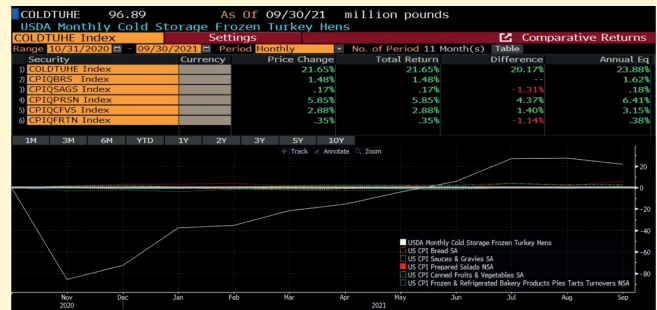 COLDTUHE 96.89 As Of 09/30/21 million pounds
USDA Monthly Cold Storage Frozen Turkey Hens
COLDTUHE Index Settings Comparative Returns
Range 10/31/2020 - 09/30/2021 Period Monthly No. of Period 11 Month(s) Table
Security Currency Price Change Total Return Difference Annual Eq
1) COLDTUHE Index 21.65% 21.65% 20.17% 23.88%
2) CPIQBRS Index 1.48% 1.48% -- 1.62%
3) CPIQSAGS Index .17% .17% -1.31% .18%
4) CPIQPRSN Index 5.85% 5.85% 4.37% 6.41%
5) CPIQCFVS Index 2.88% 2.88% 1.40% 3.15%
6) CPIQFRTN Index .35% .35% -1.14% .38%
1M 3M 6M YTD 1Y 2Y 3Y 5Y 10Y
Track Annotate Zoom
20
0
-20
-40
-60
-80
USDA Monthly Cold Storage Frozen Turkey Hens
US CPI Bread SA
US CPI Sauces & Gravies SA
US CPI Prepared Salads NSA
US CPI Canned Fruits & Vegetables SA
US CPI Frozen & Refrigerated Bakery Products Pies Tarts Turnovers NSA
Nov Dec Jan Feb Mar Apr May Jun Jul Aug Sep
2020 2021